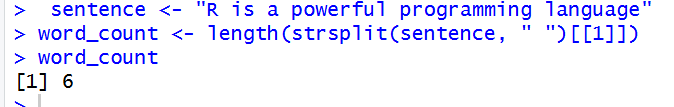 >  sentence <- "R is a powerful programming language"
> word_count <- length(strsplit(sentence, " ")[[1]])
> word_count
[1] 6
>